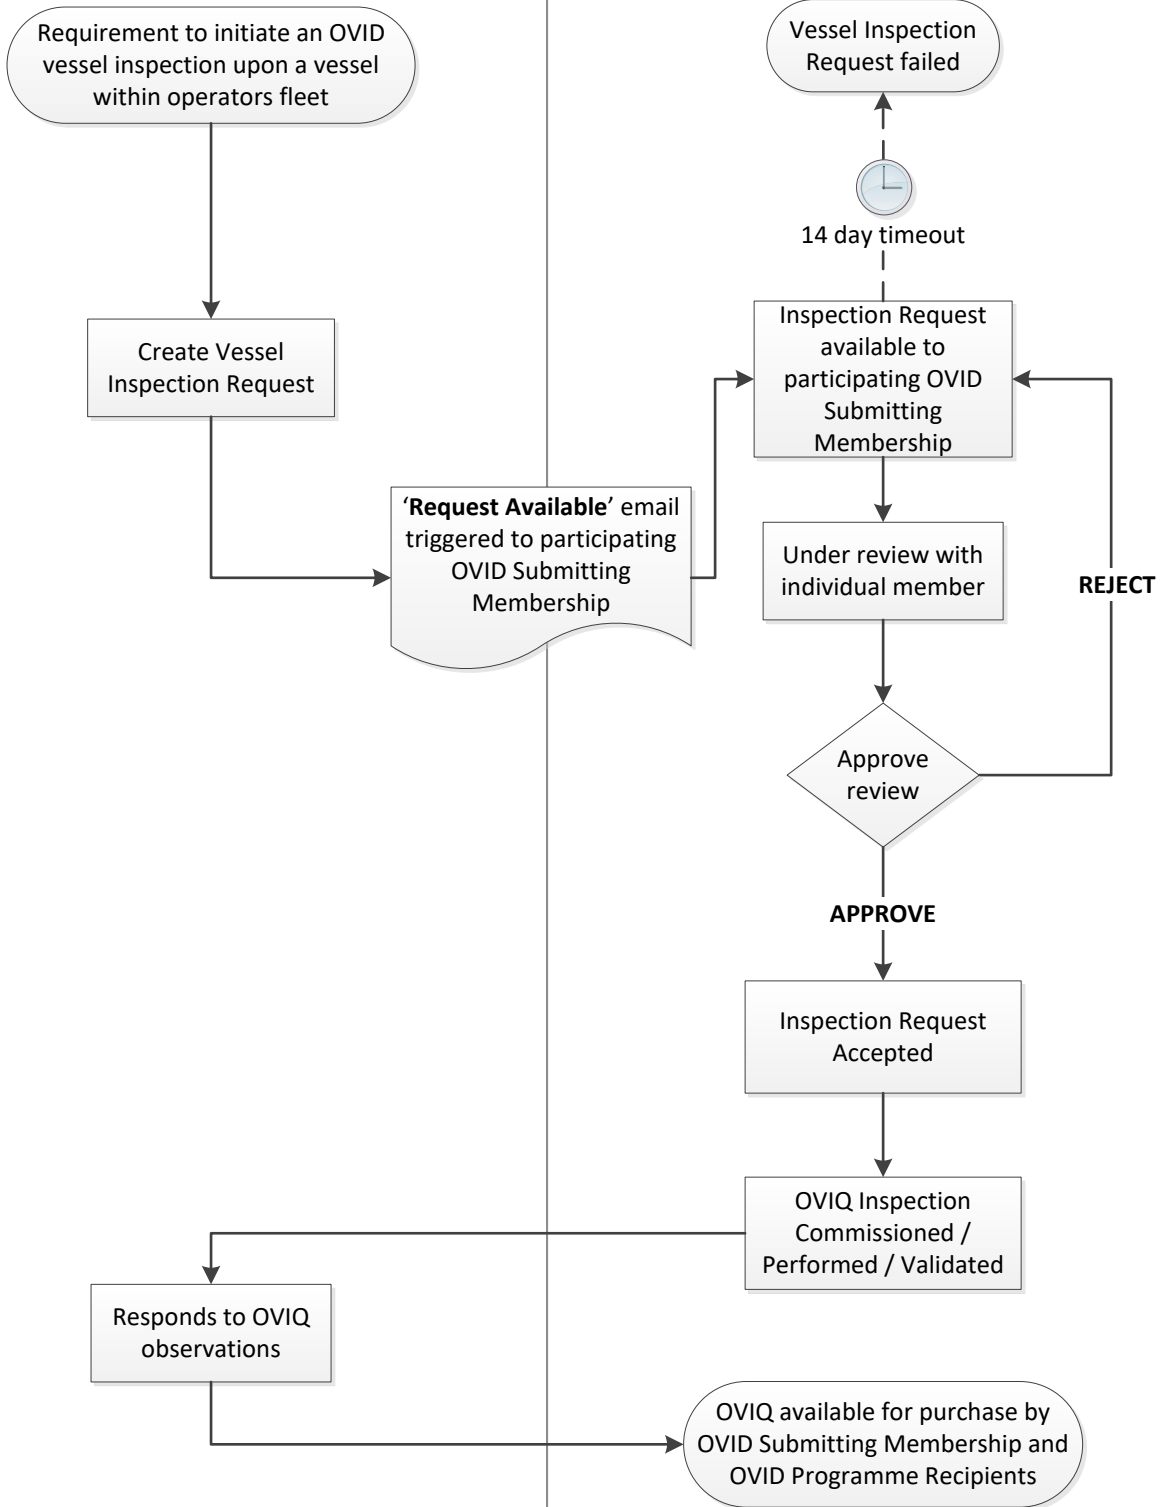 Requirement to initiate an OVID
vessel inspection upon a vessel
within operators fleet
Vessel Inspection
Request failed
14 day timeout
Create Vessel
Inspection Request
Inspection Request
available to
participating OVID
Submitting
Membership
‘Request Available’ email
triggered to participating
OVID Submitting
Membership
Under review with
individual member
REJECT
Approve
review
APPROVE
Inspection Request
Accepted
OVIQ Inspection
Commissioned /
Performed / Validated
Responds to OVIQ
observations
OVIQ available for purchase by
OVID Submitting Membership and
OVID Programme Recipients